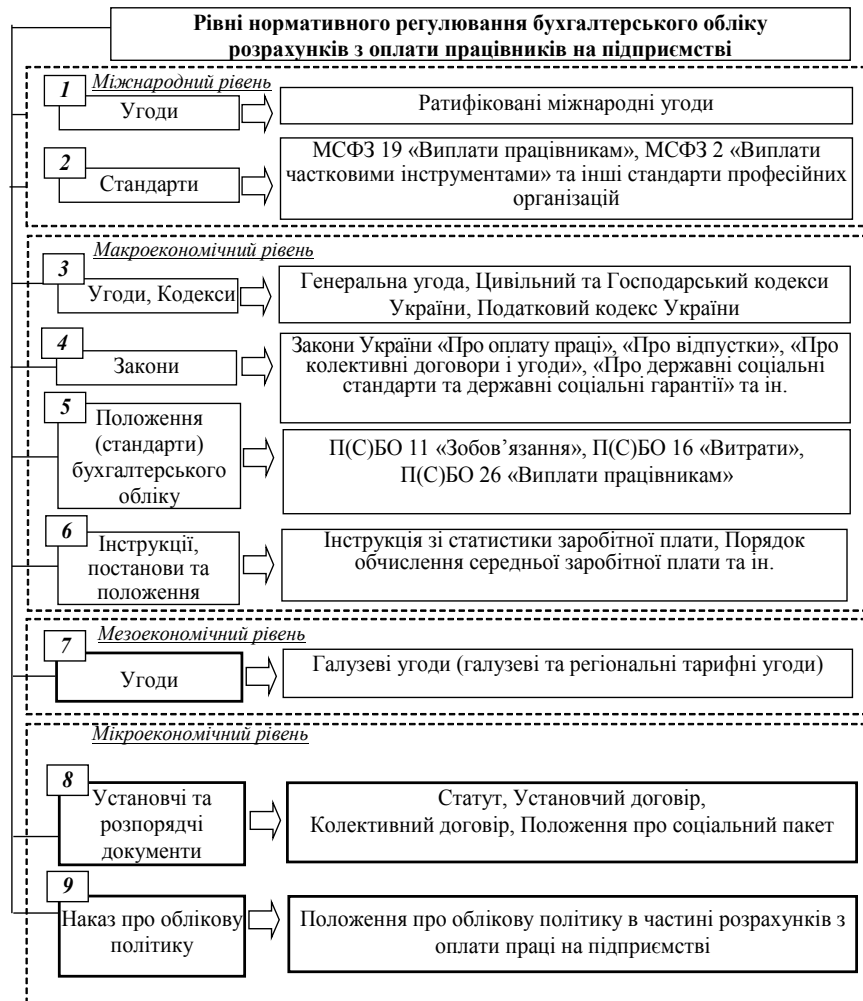 Рівні нормативного регулювання бухгалтерського обліку
розрахунків з оплати працівників на підприємстві
Міжнародний рівень
1
Угоди
Ратифіковані міжнародні угоди
2
Стандарти
МСФЗ 19 «Виплати працівникам», МСФЗ 2 «Виплати
частковими інструментами» та інші стандарти професійних
організацій
Макроекономічний рівень
3
Угоди, Кодекси
Генеральна угода, Цивільний та Господарський кодекси
України, Податковий кодекс України
4
Закони
Закони України «Про оплату праці», «Про відпустки», «Про
колективні договори і угоди», «Про державні соціальні
стандарти та державні соціальні гарантії» та ін.
5
Положення
(стандарти)
бухгалтерського
обліку
П(С)БО 11 «Зобов’язання», П(С)БО 16 «Витрати»,
П(С)БО 26 «Виплати працівникам»
6
Інструкції,
постанови та
положення
Інструкція зі статистики заробітної плати, Порядок
обчислення середньої заробітної плати та ін.
Мезоекономічний рівень
7
Угоди
Галузеві угоди (галузеві та регіональні тарифні угоди)
Мікроекономічний рівень
8
Установчі та
розпорядчі
документи
Статут, Установчий договір,
Колективний договір, Положення про соціальний пакет
9
Наказ про облікову
політику
Положення про облікову політику в частині розрахунків з
оплати праці на підприємстві